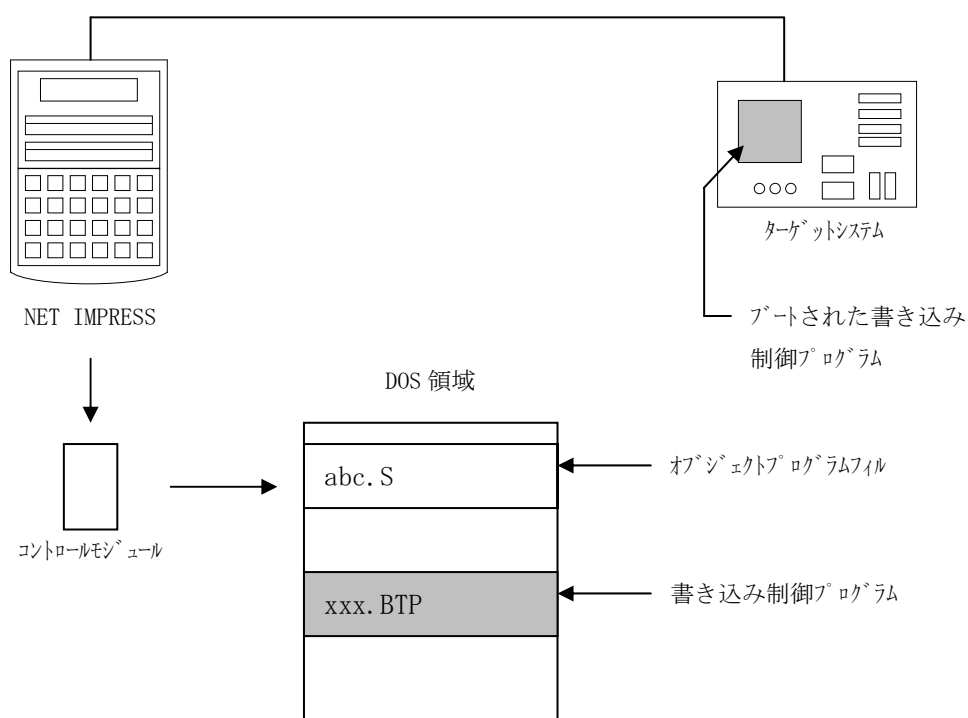 NET IMPRESS
ﾀｰｹﾞｯﾄｼｽﾃﾑ
ﾌﾞｰﾄされた書き込み
制御ﾌﾟﾛｸﾞﾗﾑ
DOS 領域
abc.S
ｵﾌﾞｼﾞｪｸﾄﾌﾟﾛｸﾞﾗﾑﾌｨﾙ
ｺﾝﾄﾛｰﾙﾓｼﾞｭｰﾙ
xxx.BTP
書き込み制御ﾌﾟﾛｸﾞﾗﾑ